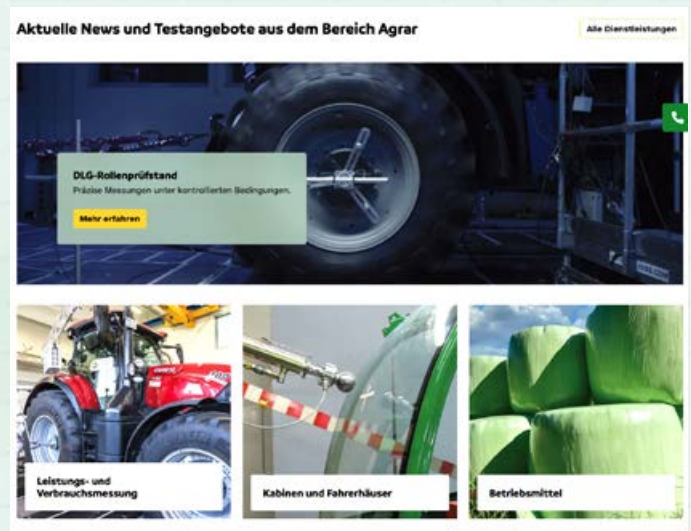 Aktuelle News und Testangebote aus dem Bereich Agrar
Alle Dienstleistungen
DLG-Rollenprüfstand
Präzise Messungen unter kontrollierten Bedingungen.
Mehr erfahren
Leistungs- und
Verbrauchsmessung
Kabinen und Fahrerhäuser
Betriebsmittel